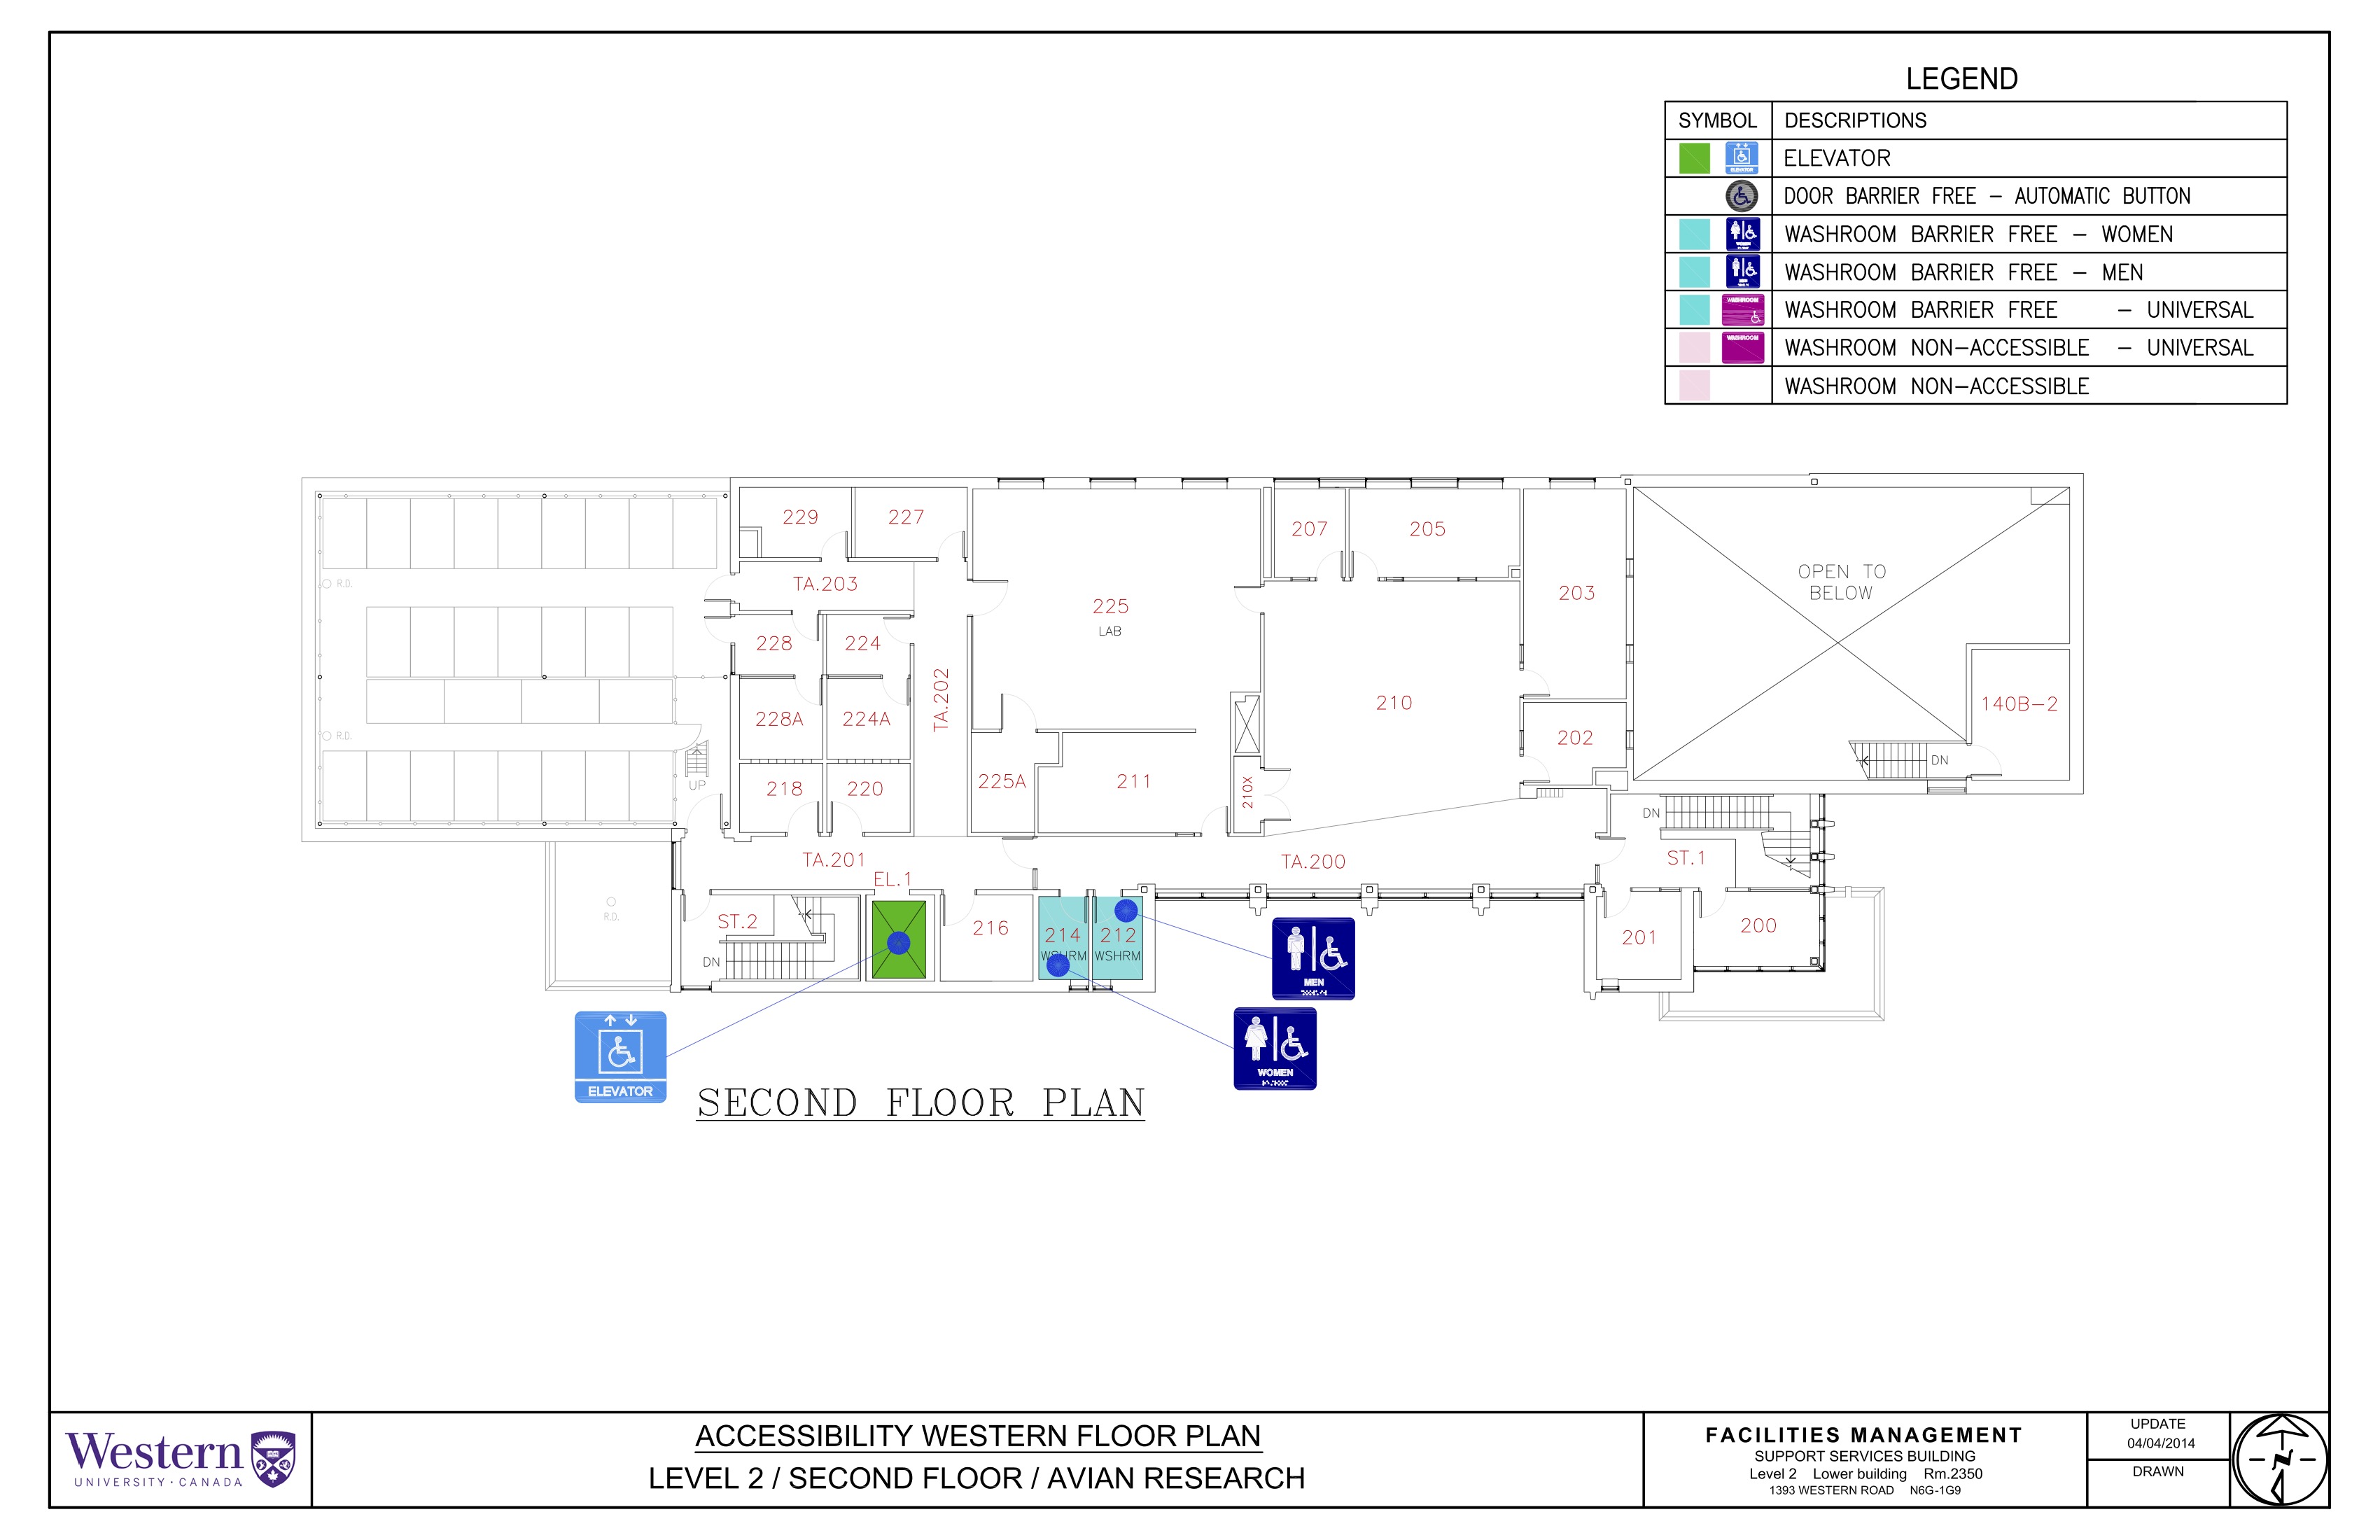 LEGEND
SYMBOL DESCRIPTIONS
ELEVATOR ELEVATOR
DOOR BARRIER FREE - AUTOMATIC BUTTON
WOMEN WASHROOM BARRIER FREE - WOMEN
MEN WASHROOM BARRIER FREE - MEN
WASHROOM WASHROOM BARRIER FREE - UNIVERSAL
WASHROOM WASHROOM NON-ACCESSIBLE - UNIVERSAL
WASHROOM NON-ACCESSIBLE
229 227
207 205
R.D. TA.203
OPEN TO
BELOW
225
LAB
203
228 224
TA.202
228A 224A
210
140B-2
R.D.
202
DN
UP
218 220
225A 211
210X
DN
TA.201
TA.200
ST.1
EL.1
R.D.
ST.2
216
214
WSHRM
212
WSHRM
201
200
DN
MEN
WOMEN
ELEVATOR
SECOND FLOOR PLAN
Western
UNIVERSITY · CANADA
ACCESSIBILITY WESTERN FLOOR PLAN
LEVEL 2 / SECOND FLOOR / AVIAN RESEARCH
FACILITIES MANAGEMENT
SUPPORT SERVICES BUILDING
Level 2 Lower building Rm.2350
1393 WESTERN ROAD N6G-1G9
UPDATE
04/04/2014
DRAWN
N